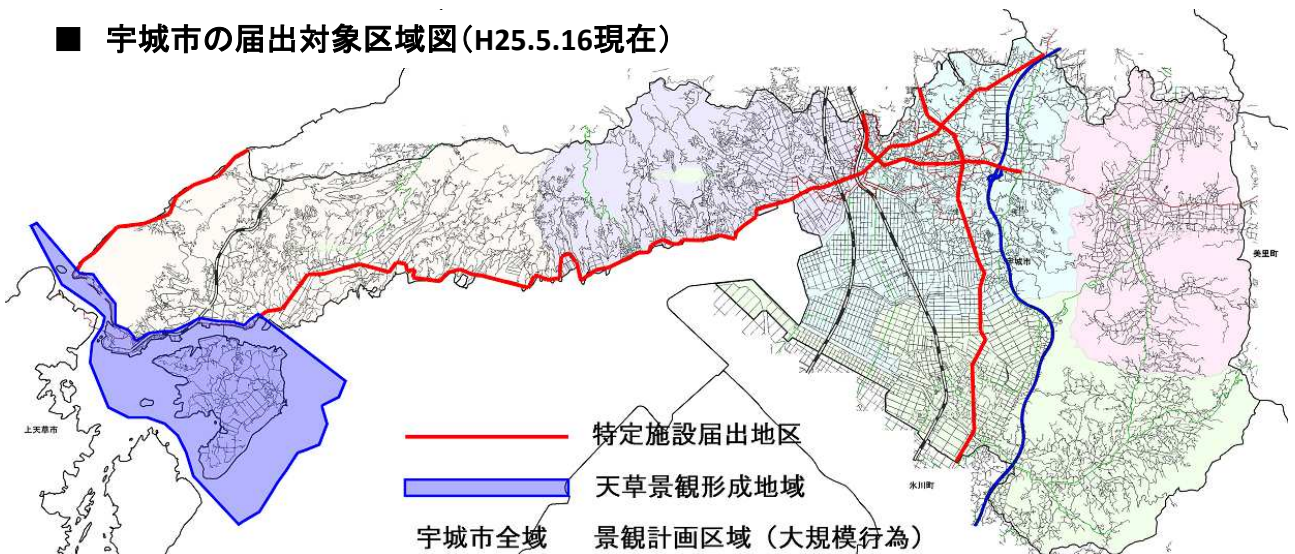 ■ 宇城市の届出対象区域図(H25.5.16現在)
美里町
宇城市
上天草市
特定施設届出地区
天草景観形成地域
氷川町
宇城市全域 景観計画区域(大規模行為)